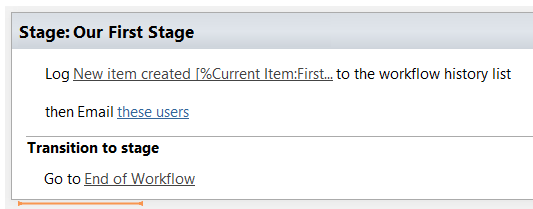 Stage: Our First Stage
Log New item created [%Current Item:First... to the workflow history list
then Email these users
Transition to stage
Go to End of Workflow